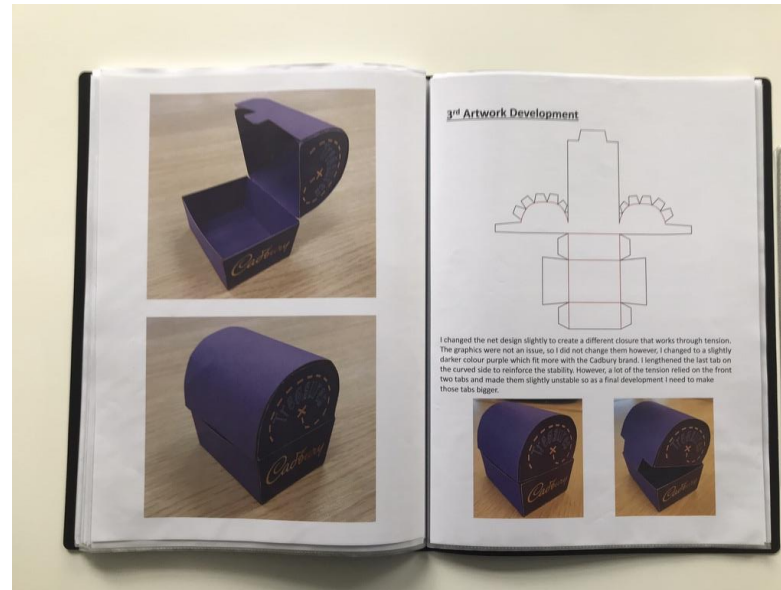 Cadbury
Cadbury
3rd Artwork Development
I changed the net design slightly to create a different closure that works through tension.
The graphics were not an issue, so I did not change them however, I changed to a slightly
darker colour purple which fit more with the Cadbury brand. I lengthened the last tab
on the curved side to reinforce the stability. However, a lot of the tension relied on the front
two tabs and made them slightly unstable so as a final development I need to make
those tabs bigger.
Cadbury
Cadbury